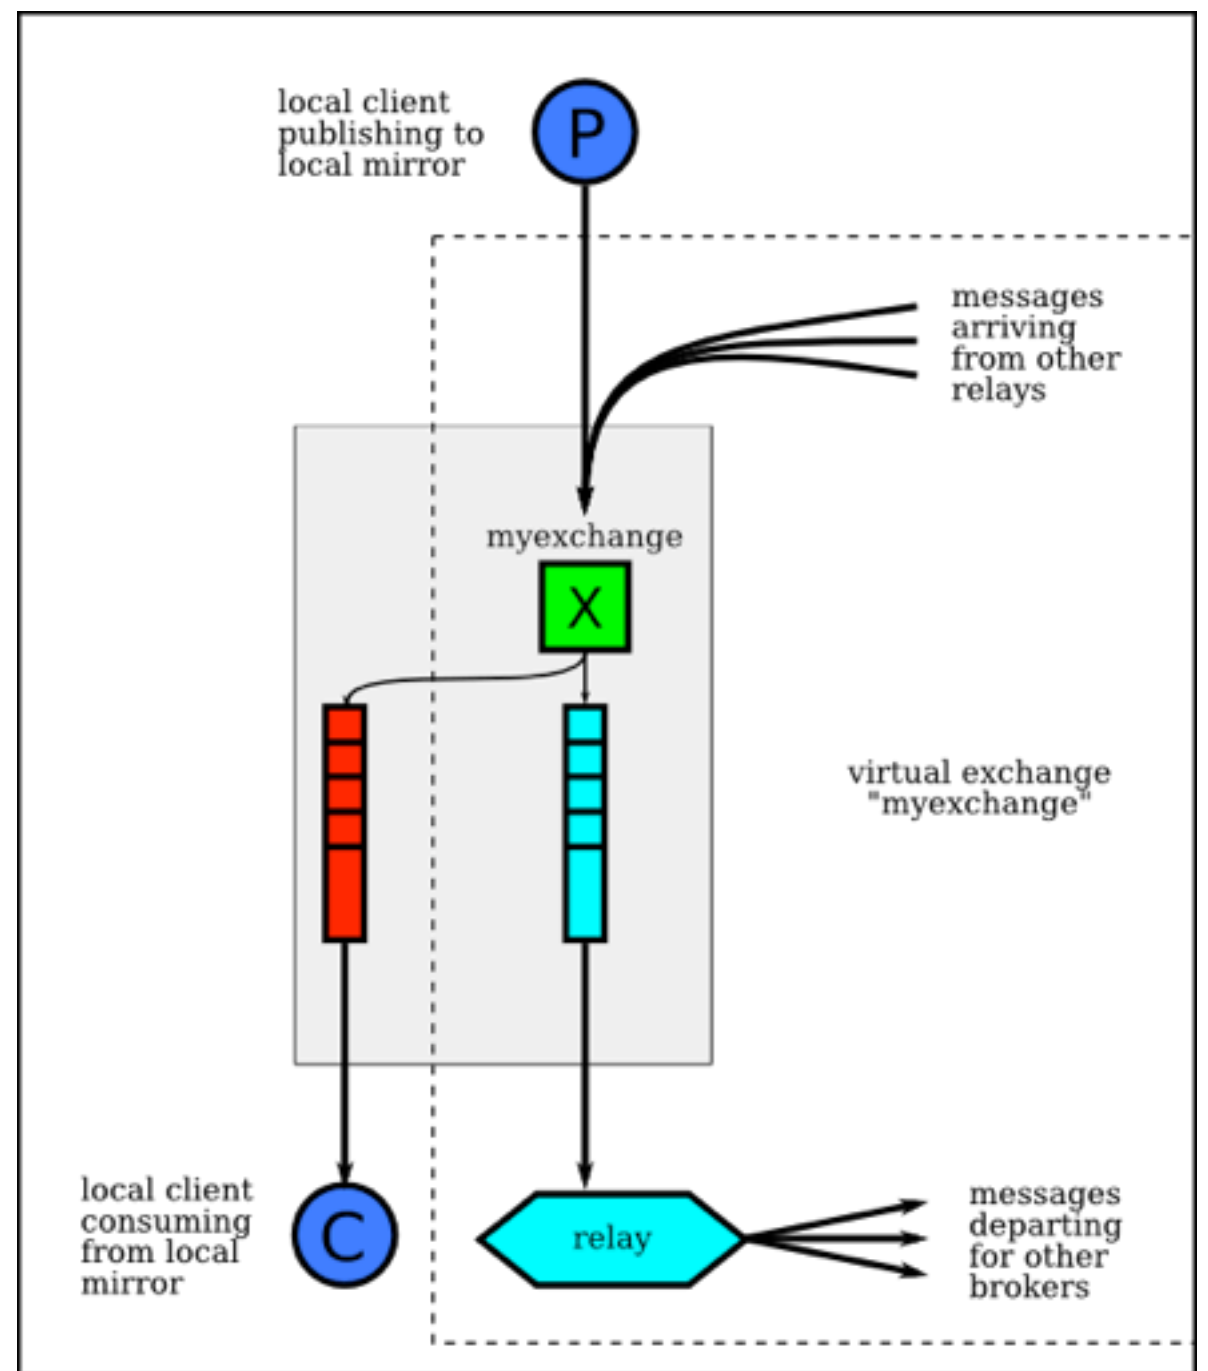 local client
publishing to
local mirror
P
messages
arriving
from other
relays
myexchange
X
virtual exchange
"myexchange"
local client
consuming
from local
mirror
C
relay
messages
departing
for other
brokers